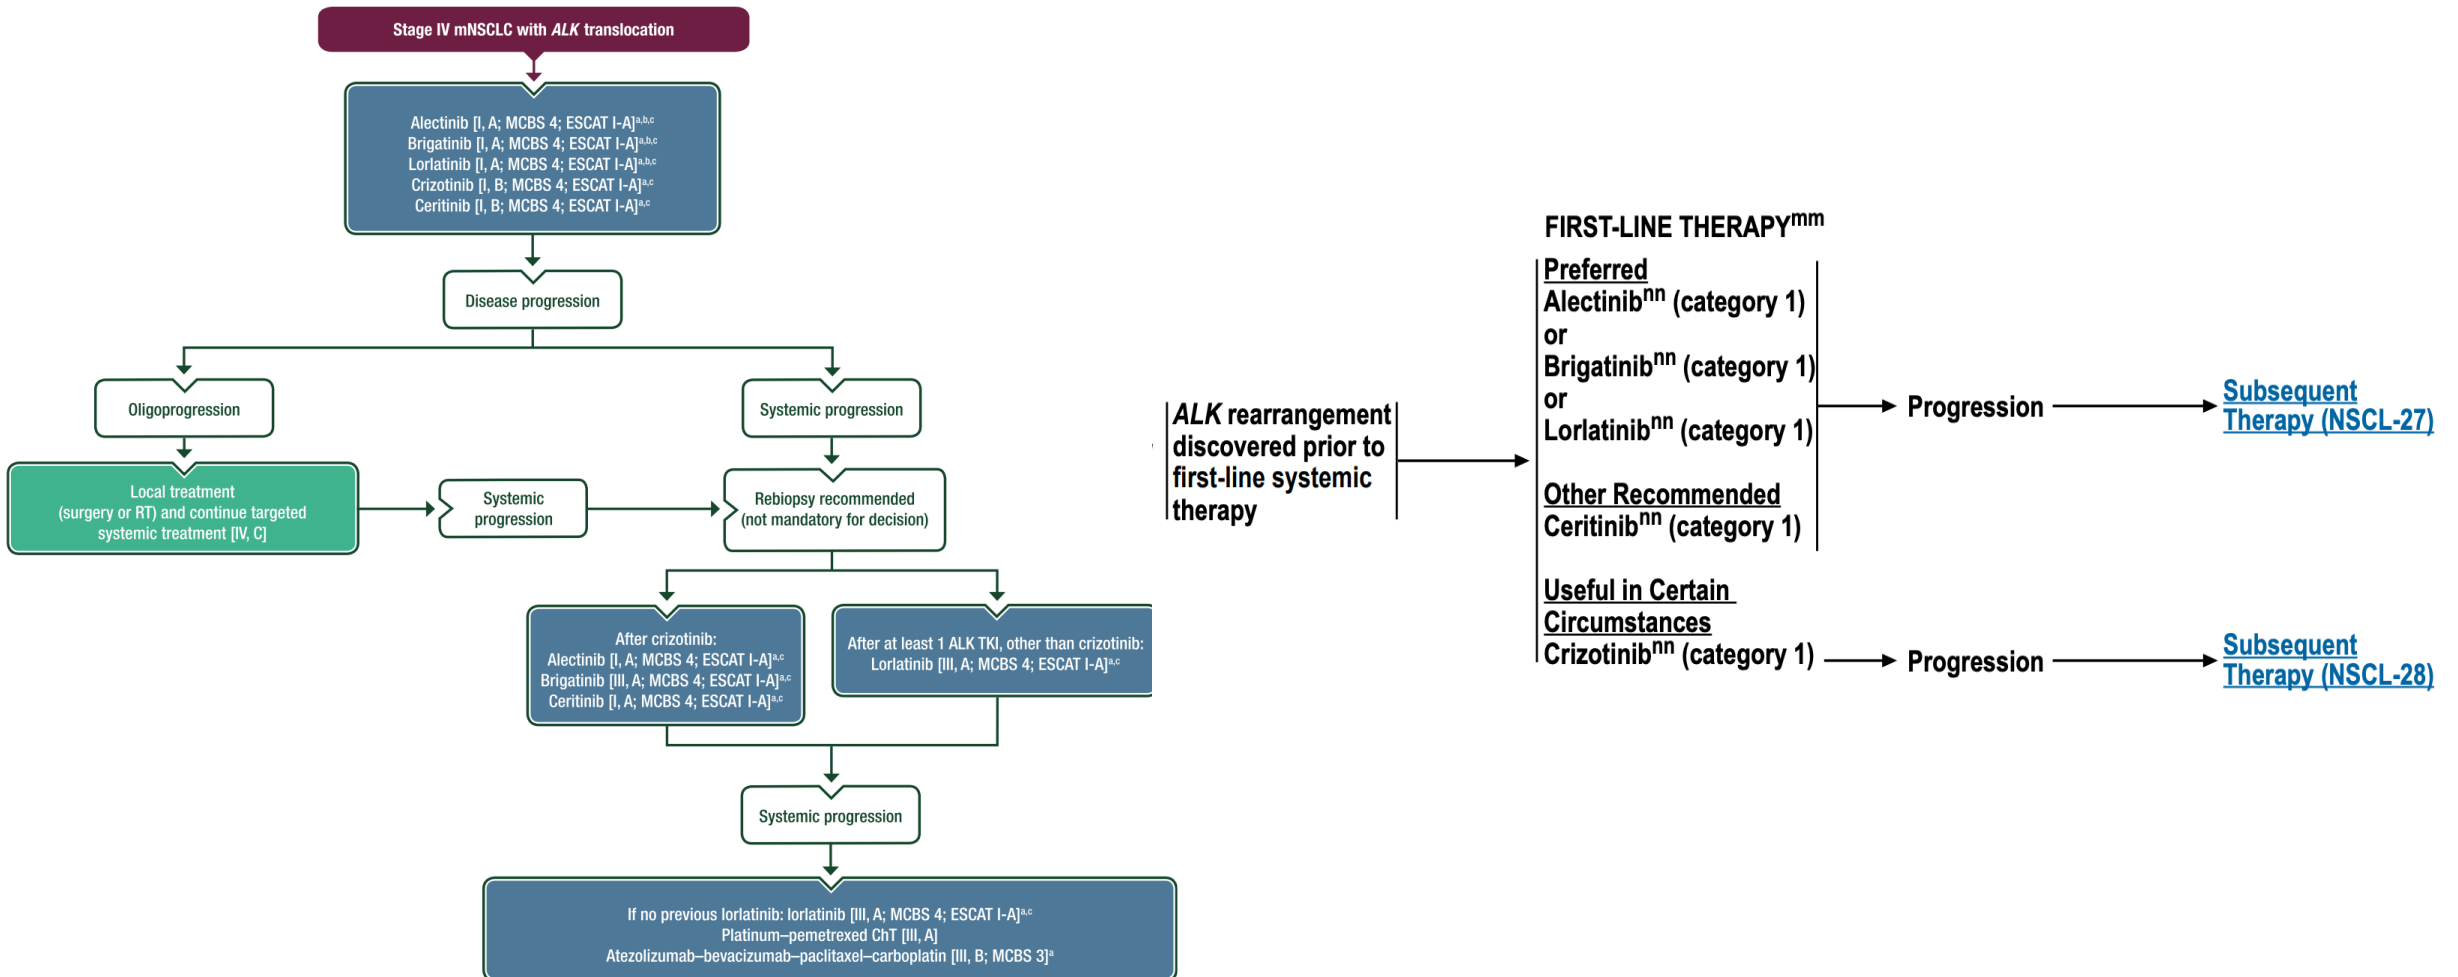 Stage IV mNSCLC with ALK translocation
Alectinib [I, A; MCBS 4; ESCAT I-A]a,b,c
Brigatinib [I, A; MCBS 4; ESCAT I-A]a,b,c
Lorlatinib [I, A; MCBS 4; ESCAT I-A]a,b,c
Crizotinib [I, B; MCBS 4; ESCAT I-A]a,c
Ceritinib [I, B; MCBS 4; ESCAT I-A]a,c
Disease progression
Oligoprogression
Systemic progression
Local treatment
(surgery or RT) and continue targeted
systemic treatment [IV, C]
Systemic
progression
Rebiopsy recommended
(not mandatory for decision)
After crizotinib:
Alectinib [I, A; MCBS 4; ESCAT I-A]a,c
Brigatinib [III, A; MCBS 4; ESCAT I-A]a,c
Ceritinib [I, A; MCBS 4; ESCAT I-A]a,c
After at least 1 ALK TKI, other than crizotinib:
Lorlatinib [III, A; MCBS 4; ESCAT I-A]a,c
Systemic progression
If no previous lorlatinib: lorlatinib [III, A; MCBS 4; ESCAT I-A]a,c
Platinum–pemetrexed ChT [III, A]
Atezolizumab–bevacizumab–paclitaxel–carboplatin [III, B; MCBS 3]a
ALK rearrangement
discovered prior to
first-line systemic
therapy
FIRST-LINE THERAPYmm
Preferred
Alectinibnn (category 1)
or
Brigatinibnn (category 1)
or
Lorlatinibnn (category 1)
Other Recommended
Ceritinibnn (category 1)
Useful in Certain
Circumstances
Crizotinibnn (category 1)
Progression
Subsequent
Therapy (NSCL-27)
Progression
Subsequent
Therapy (NSCL-28)